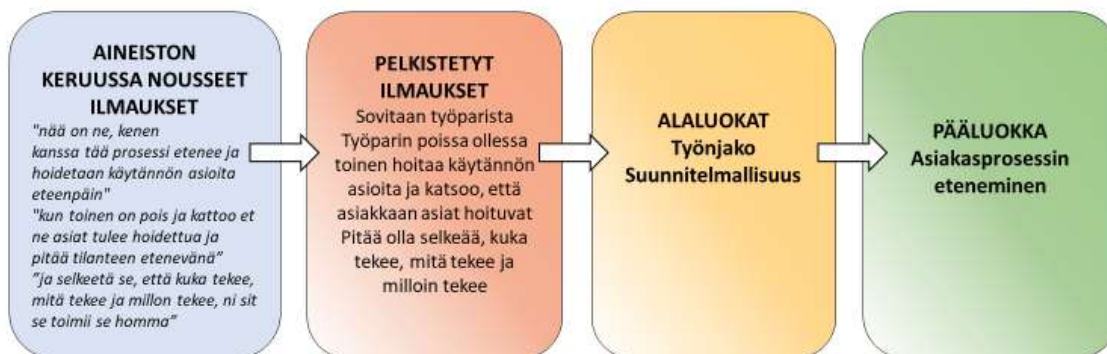 AINEISTON
KERUUSSA NOUSSEET
ILMAUKSET
"nää on ne, kenen
kanssa tää prosessi etenee ja
hoidetaan käytännön asioita
eteenpäin"
"kun toinen on pois ja kattoo et
ne asiat tulee hoidettua ja
pitää tilanteen etenevänä”
”ja selkeetä se, että kuka tekee,
mitä tekee ja millon tekee, ni sit
se toimii se homma”
PELKISTETYT
ILMAUKSET
Sovitaan työparista
Työparin poissa ollessa
toinen hoitaa käytännön
asioita ja katsoo, että
asiakkaan asiat hoituvat
Pitää olla selkeää, kuka
tekee, mitä tekee ja
milloin tekee
ALALUOKAT
Työnjako
Suunnitelmallisuus
PÄÄLUOKKA
Asiakasprosessin
eteneminen